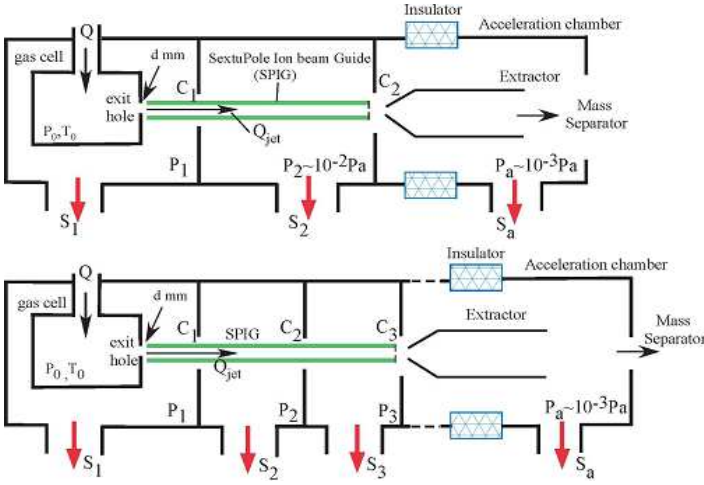 Insulator
Acceleration chamber
Q
gas cell
d mm
SextuPole Ion beam Guide
(SPIG)
C1
C2
Extractor
exit
hole
Mass
Separator
P0,T0
Qjet
P1
P2~10-2Pa
Pa~10-3Pa
S1
S2
Sa
Insulator
Acceleration chamber
Q
gas cell
d mm
C1
SPIG
C2
C3
Extractor
Mass
Separator
exit
hole
P0,T0
Qjet
P1
P2
P3
Pa~10-3Pa
S1
S2
S3
Sa